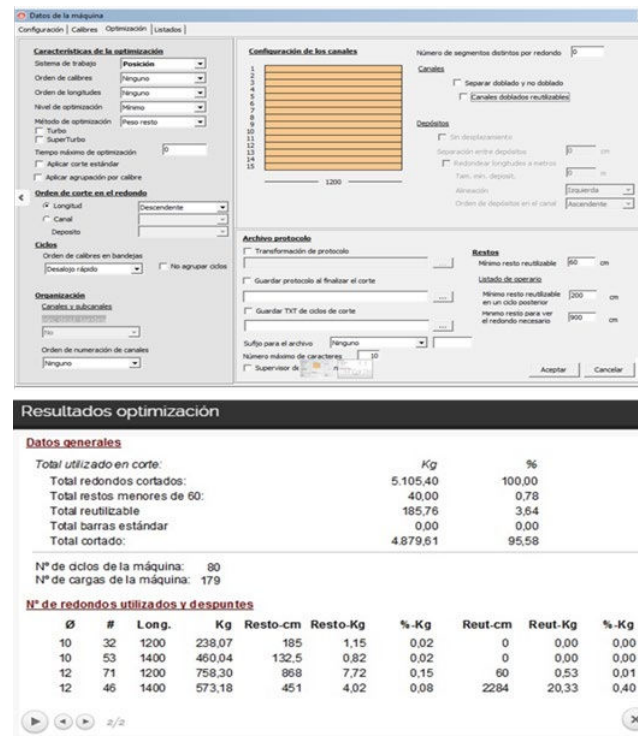 Datos de la máquina
Configuración Calibres Optimización Listados
Características de la optimización
Sistema de trabajo Posición
Orden de calibres Ninguno
Orden de longitudes Ninguno
Nivel de optimización Mínimo
Método de optimización Peso resto
Turbo
SuperTurbo
Tiempo máximo de optimización 0
Aplicar corte estándar
Aplicar agrupación por calibre
Orden de corte en el redondo
Longitud Descendente
Canal
Deposito
Ciclos
Orden de calibres en bandejas
Desalojo rápido No agrupar ciclos
Organización
Canales y subcanales
No
Orden de numeración de canales
Ninguno
Configuración de los canales
1
2
3
4
5
6
7
8
9
10
11
12
13
14
15
1200
Número de segmentos distintos por redondo 0
Canales
Separar doblado y no doblado
Canales doblados reutilizables
Depósitos
Sin desplazamiento
Separación entre depósitos 0 cm
Redondear longitudes a metros
Tam. min. deposit. 0 m
Alineación Izquierda
Orden de depósitos en el canal Ascendente
Archivo protocolo
Transformación de protocolo
...
Guardar protocolo al finalizar el corte
...
Guardar TXT de ciclos de corte
...
Sufijo para el archivo Ninguno
Número máximo de caracteres 10
Supervisor de
Restos
Mínimo resto reutilizable 60 cm
Listado de operario
Mínimo resto reutilizable en un ciclo posterior 200 cm
Mínimo resto para ver el redondo necesario 900 cm
Aceptar Cancelar
Resultados optimización
Datos generales
Total utilizado en corte: Kg %
Total redondos cortados: 5.105,40 100,00
Total restos menores de 60: 40,00 0,78
Total reutilizable 185,76 3,64
Total barras estándar 0,00 0,00
Total cortado: 4.879,61 95,58
Nº de ciclos de la máquina: 80
Nº de cargas de la máquina: 179
Nº de redondos utilizados y despuntes
Ø # Long. Kg Resto-cm Resto-Kg %-Kg Reut-cm Reut-Kg %-Kg
10 32 1200 238,07 185 1,15 0,02 0 0,00 0,00
10 53 1400 460,04 132,5 0,82 0,02 0 0,00 0,00
12 71 1200 758,30 868 7,72 0,15 60 0,53 0,01
12 46 1400 573,18 451 4,02 0,08 2284 20,33 0,40
2/2